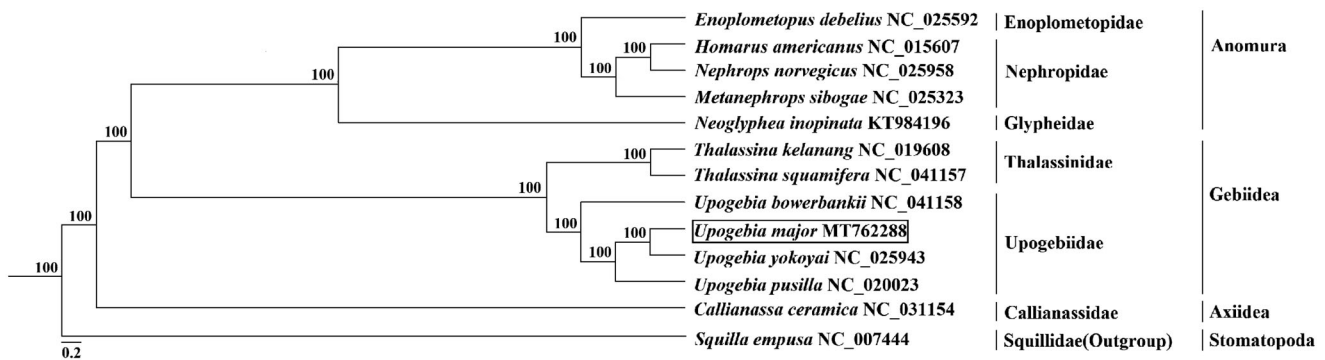 Enoplometopus debelius NC_025592 Enoplometopidae
Homarus americanus NC_015607
Nephrops norvegicus NC_025958 Nephropidae
Metanephrops sibogae NC_025323
Anomura
Neoglyphea inopinata KT984196 Glypheidae
Thalassina kelanang NC_019608
Thalassina squamifera NC_041157
Thalassinidae
Upogebia bowerbankii NC_041158
Gebiidea
Upogebia major MT762288
Upogebia yokoyai NC_025943
Upogebiidae
Upogebia pusilla NC_020023
Callianassa ceramica NC_031154 Callianassidae Axiidea
Squilla empusa NC_007444 Squillidae(Outgroup) Stomatopoda
100
100
100
100
100
100
100
100
100
100
100
0.2